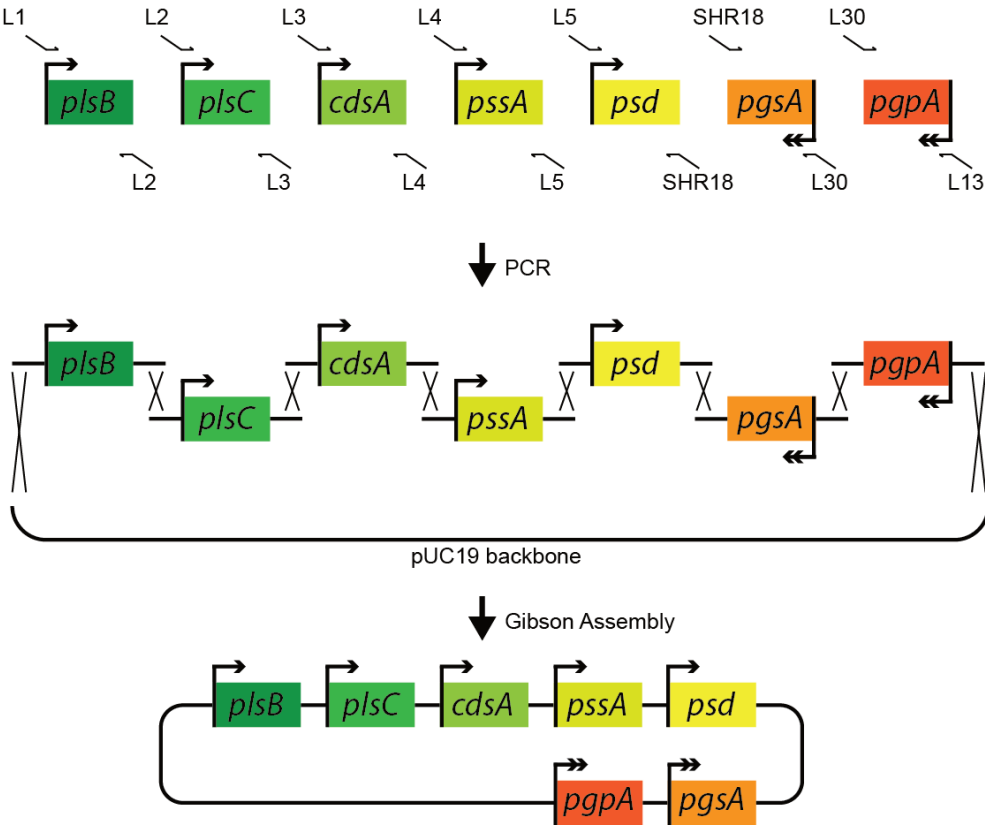 L1 L2 L3 L4 L5 SHR18 L30
plsB plsC cdsA pssA psd pgsA pgpA
L2 L3 L4 L5 SHR18 L30 L13
PCR
plsB cdsA psd pgpA
plsC pssA pgsA
pUC19 backbone
Gibson Assembly
plsB plsC cdsA pssA psd
pgpA pgsA